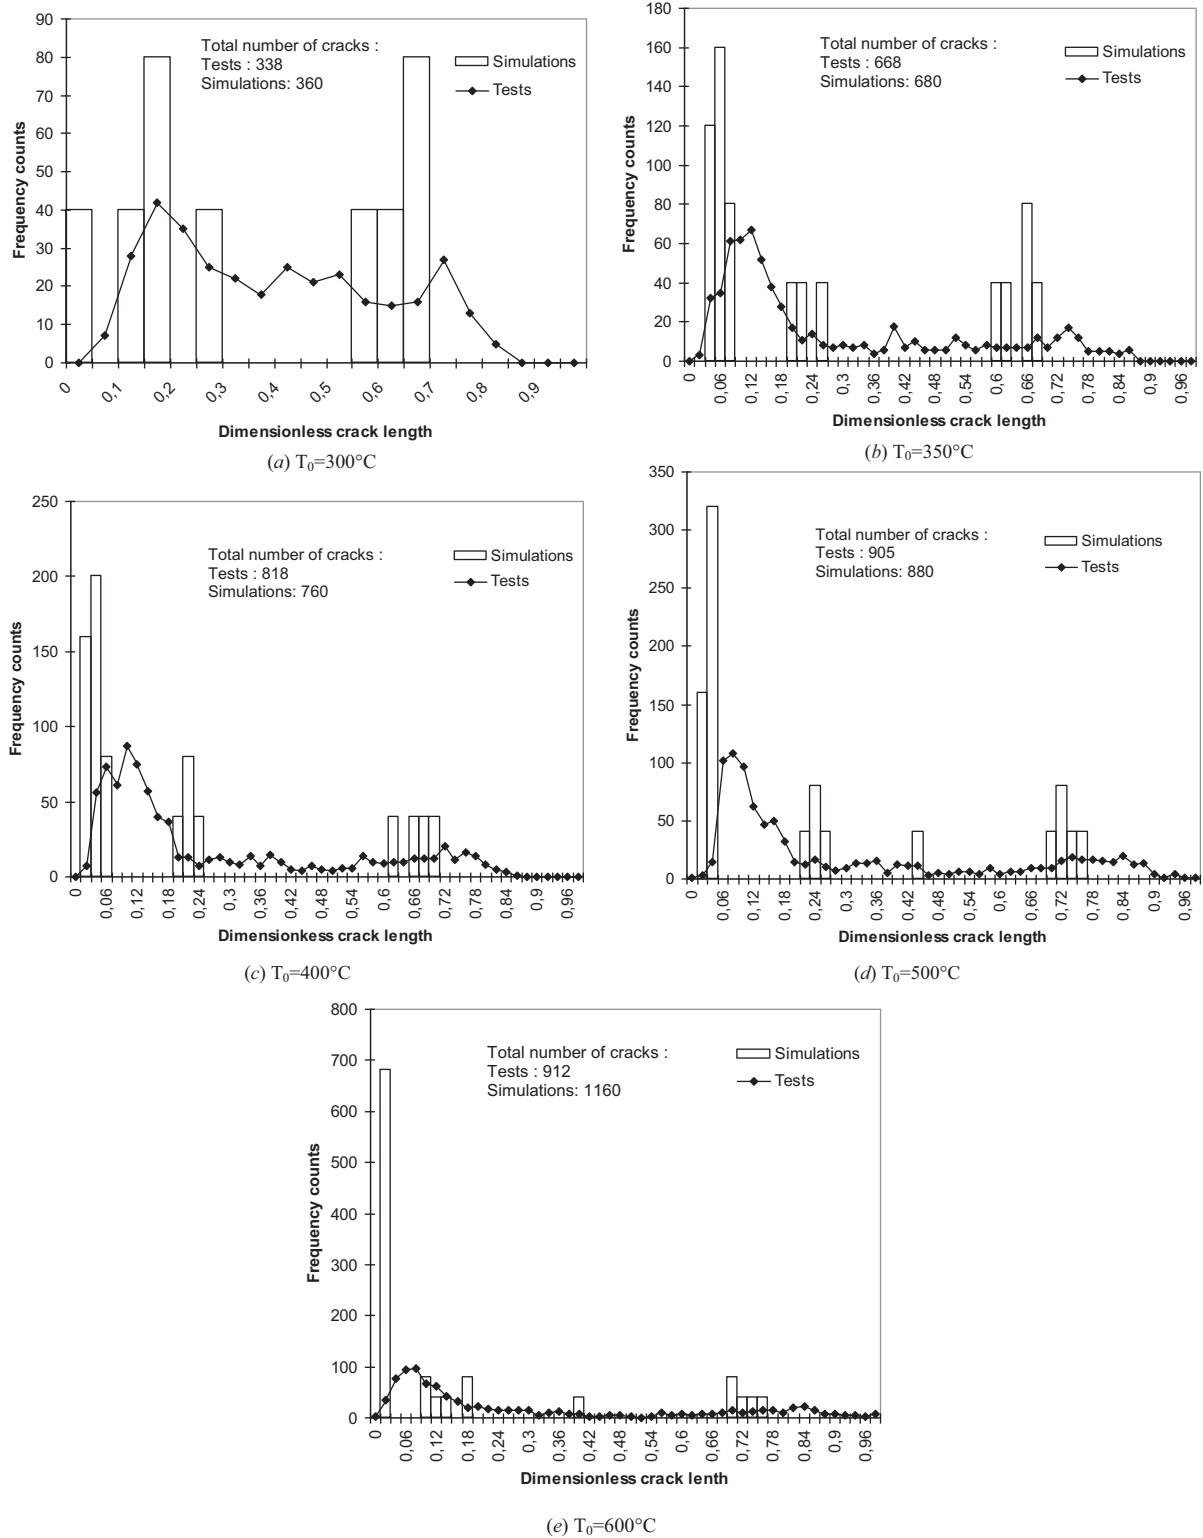 90
80
70
60
50
40
30
20
10
0
Frequency counts
Total number of cracks :
Tests : 338
Simulations: 360
Simulations
Tests
0 0,1 0,2 0,3 0,4 0,5 0,6 0,7 0,8 0,9
Dimensionless crack length
(a) T₀=300°C
180
160
140
120
100
80
60
40
20
0
Frequency counts
Total number of cracks :
Tests : 668
Simulations: 680
Simulations
Tests
0 0,06 0,12 0,18 0,24 0,3 0,36 0,42 0,48 0,54 0,6 0,66 0,72 0,78 0,84 0,9 0,96
Dimensionless crack length
(b) T₀=350°C
250
200
150
100
50
0
Frequency counts
Total number of cracks :
Tests : 818
Simulations: 760
Simulations
Tests
0 0,06 0,12 0,18 0,24 0,3 0,36 0,42 0,48 0,54 0,6 0,66 0,72 0,78 0,84 0,9 0,96
Dimensionkess crack length
(c) T₀=400°C
350
300
250
200
150
100
50
0
Frequency counts
Total number of cracks :
Tests : 905
Simulations: 880
Simulations
Tests
0 0,06 0,12 0,18 0,24 0,3 0,36 0,42 0,48 0,54 0,6 0,66 0,72 0,78 0,84 0,9 0,96
Dimensionless crack length
(d) T₀=500°C
800
700
600
500
400
300
200
100
0
Frequency counts
Total number of cracks :
Tests : 912
Simulations: 1160
Simulations
Tests
0 0,06 0,12 0,18 0,24 0,3 0,36 0,42 0,48 0,54 0,6 0,66 0,72 0,78 0,84 0,9 0,96
Dimensionless crack lenth
(e) T₀=600°C